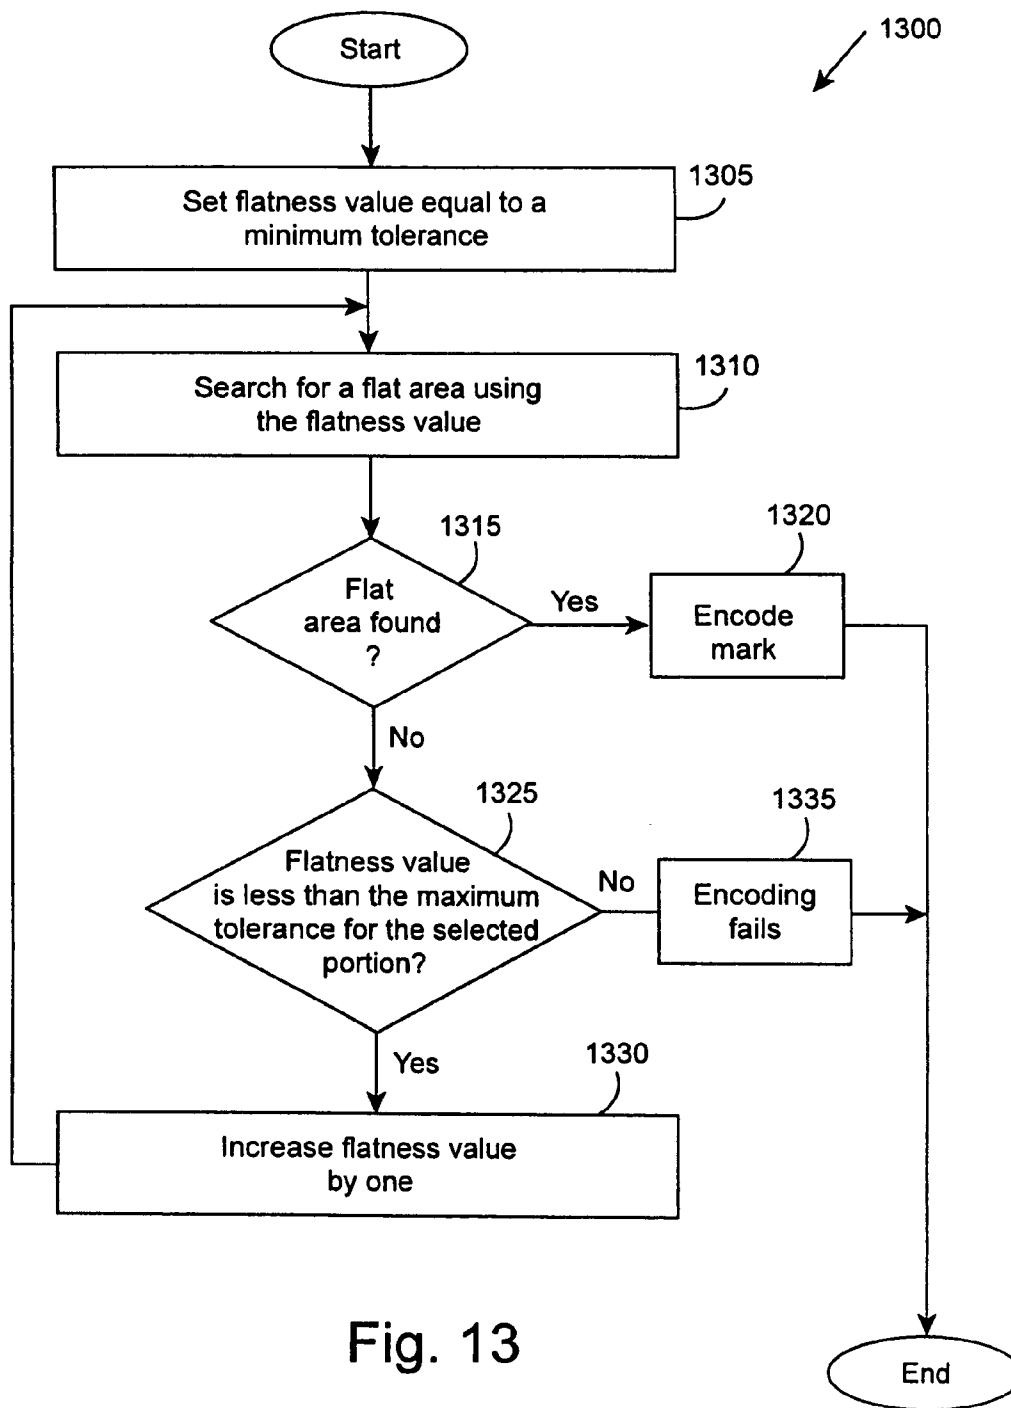 Start
1300
1305
Set flatness value equal to a
minimum tolerance
1310
Search for a flat area using
the flatness value
1315
Flat
area found
?
Yes
1320
Encode
mark
No
1325
Flatness value
is less than the maximum
tolerance for the selected
portion?
No
1335
Encoding
fails
Yes
1330
Increase flatness value
by one
Fig. 13
End